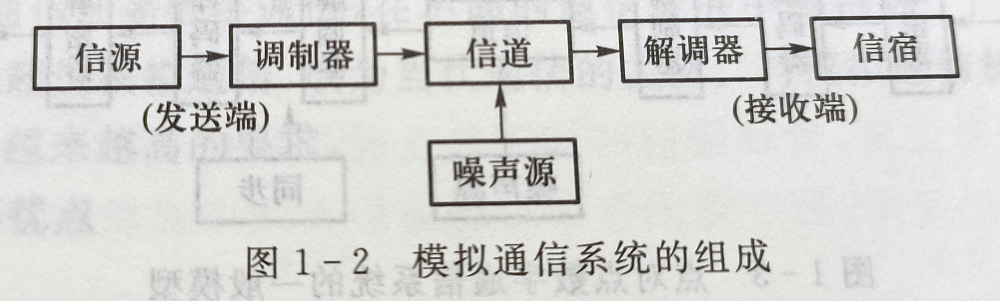 信源 调制器 信道 解调器 信宿
(发送端) (接收端)
噪声源
图 1-2 模拟通信系统的组成